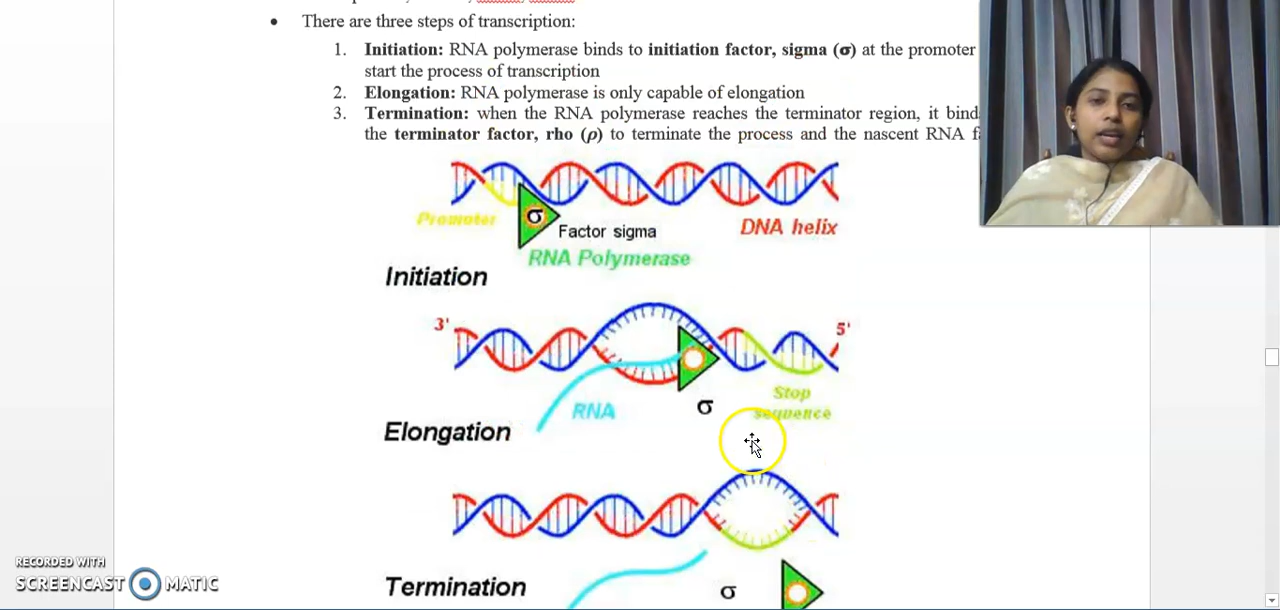 • There are three steps of transcription:
1. Initiation: RNA polymerase binds to initiation factor, sigma (σ) at the promoter
start the process of transcription
2. Elongation: RNA polymerase is only capable of elongation
3. Termination: when the RNA polymerase reaches the terminator region, it bind
the terminator factor, rho (ρ) to terminate the process and the nascent RNA f
Promoter
σ
Factor sigma
DNA helix
RNA Polymerase
Initiation
3'
5'
Stop
sequence
RNA
σ
Elongation
Termination
σ
RECORDED WITH
SCREENCAST MATIC